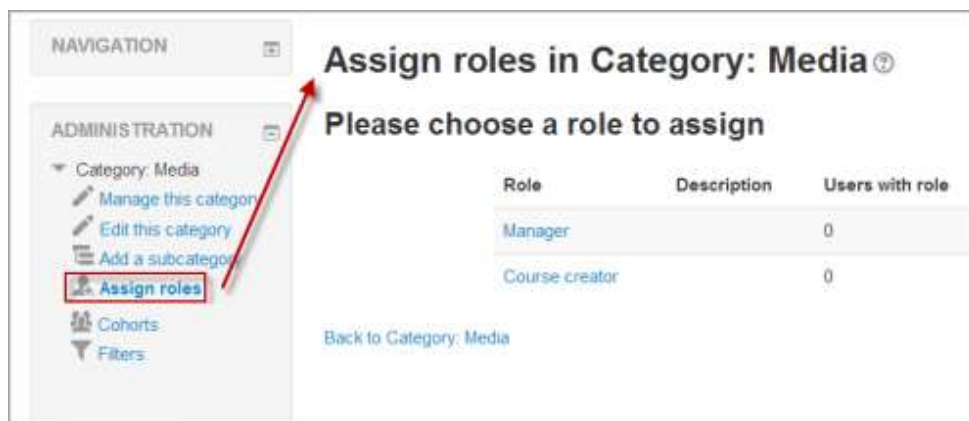 NAVIGATION
ADMINISTRATION
Category: Media
Manage this category
Edit this category
Add a subcategory
Assign roles
Cohorts
Filters
Assign roles in Category: Media
Please choose a role to assign
Role Description Users with role
Manager 0
Course creator 0
Back to Category: Media